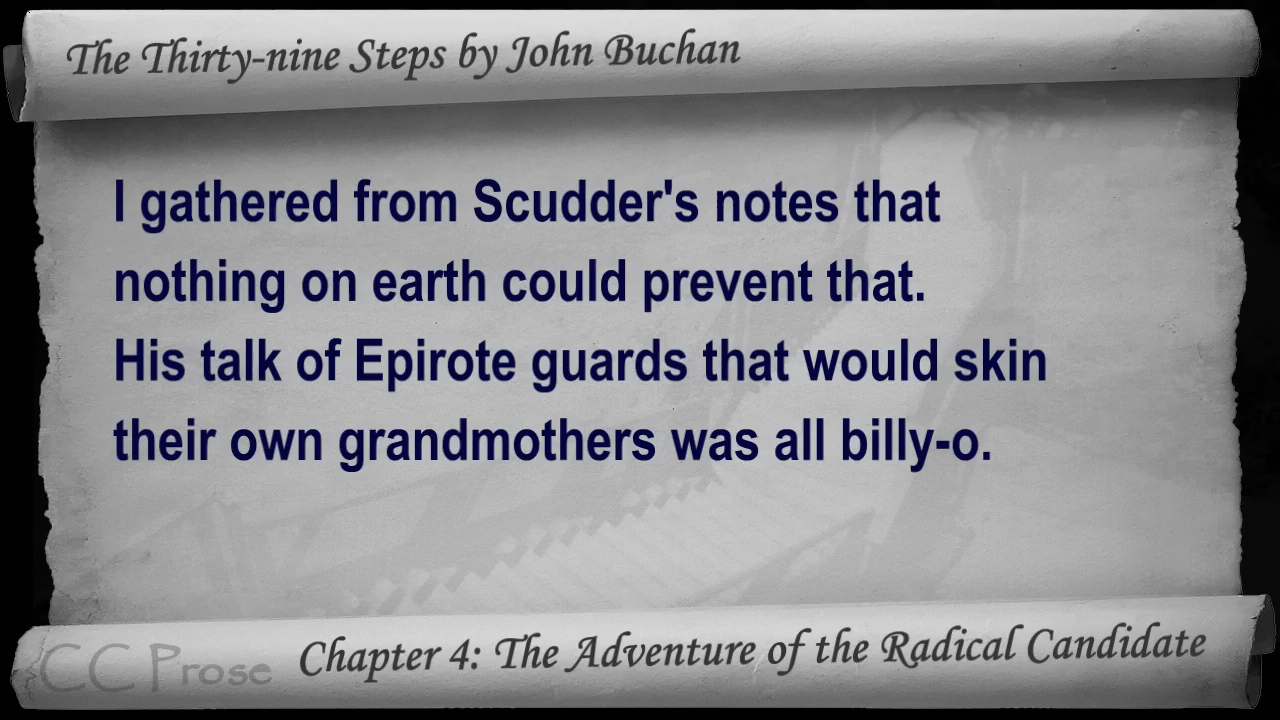 The Thirty-nine Steps by John Buchan
I gathered from Scudder's notes that
nothing on earth could prevent that.
His talk of Epirote guards that would skin
their own grandmothers was all billy-o.
CC Prose
Chapter 4: The Adventure of the Radical Candidate